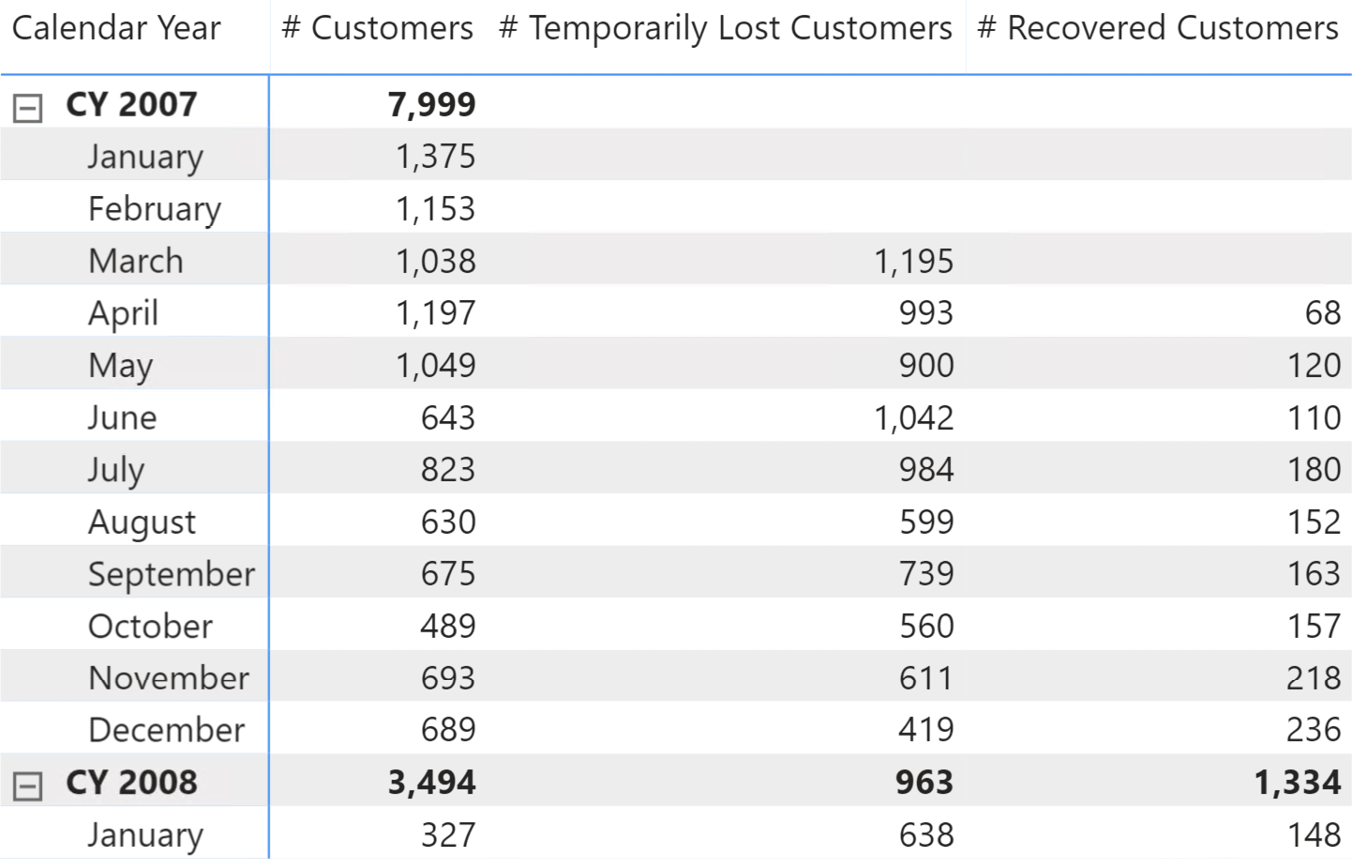 Calendar Year # Customers # Temporarily Lost Customers # Recovered Customers
CY 2007 7,999
January 1,375
February 1,153
March 1,038 1,195
April 1,197 993 68
May 1,049 900 120
June 643 1,042 110
July 823 984 180
August 630 599 152
September 675 739 163
October 489 560 157
November 693 611 218
December 689 419 236
CY 2008 3,494 963 1,334
January 327 638 148